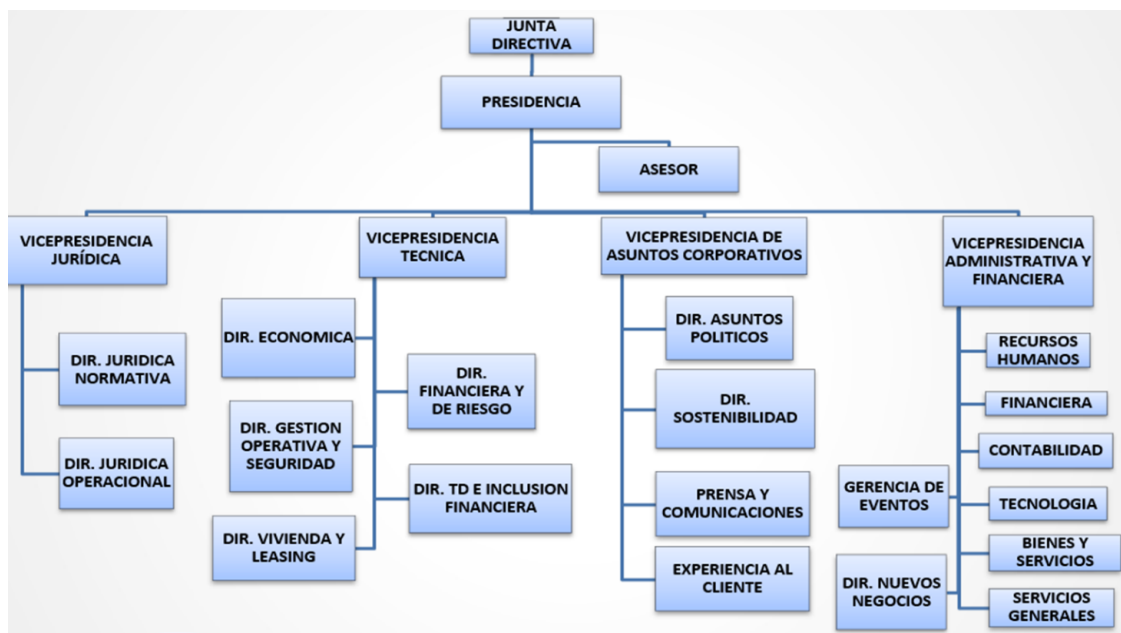 JUNTA
DIRECTIVA
PRESIDENCIA
ASESOR
VICEPRESIDENCIA
JURÍDICA
DIR. JURIDICA
NORMATIVA
DIR. JURIDICA
OPERACIONAL
VICEPRESIDENCIA
TECNICA
DIR. ECONOMICA
DIR.
FINANCIERA Y
DE RIESGO
DIR. GESTION
OPERATIVA Y
SEGURIDAD
DIR. TD E INCLUSION
FINANCIERA
DIR. VIVIENDA Y
LEASING
VICEPRESIDENCIA DE
ASUNTOS CORPORATIVOS
DIR. ASUNTOS
POLITICOS
DIR.
SOSTENIBILIDAD
PRENSA Y
COMUNICACIONES
EXPERIENCIA AL
CLIENTE
VICEPRESIDENCIA
ADMINISTRATIVA Y
FINANCIERA
RECURSOS
HUMANOS
FINANCIERA
CONTABILIDAD
GERENCIA DE
EVENTOS
TECNOLOGIA
BIENES Y
SERVICIOS
DIR. NUEVOS
NEGOCIOS
SERVICIOS
GENERALES